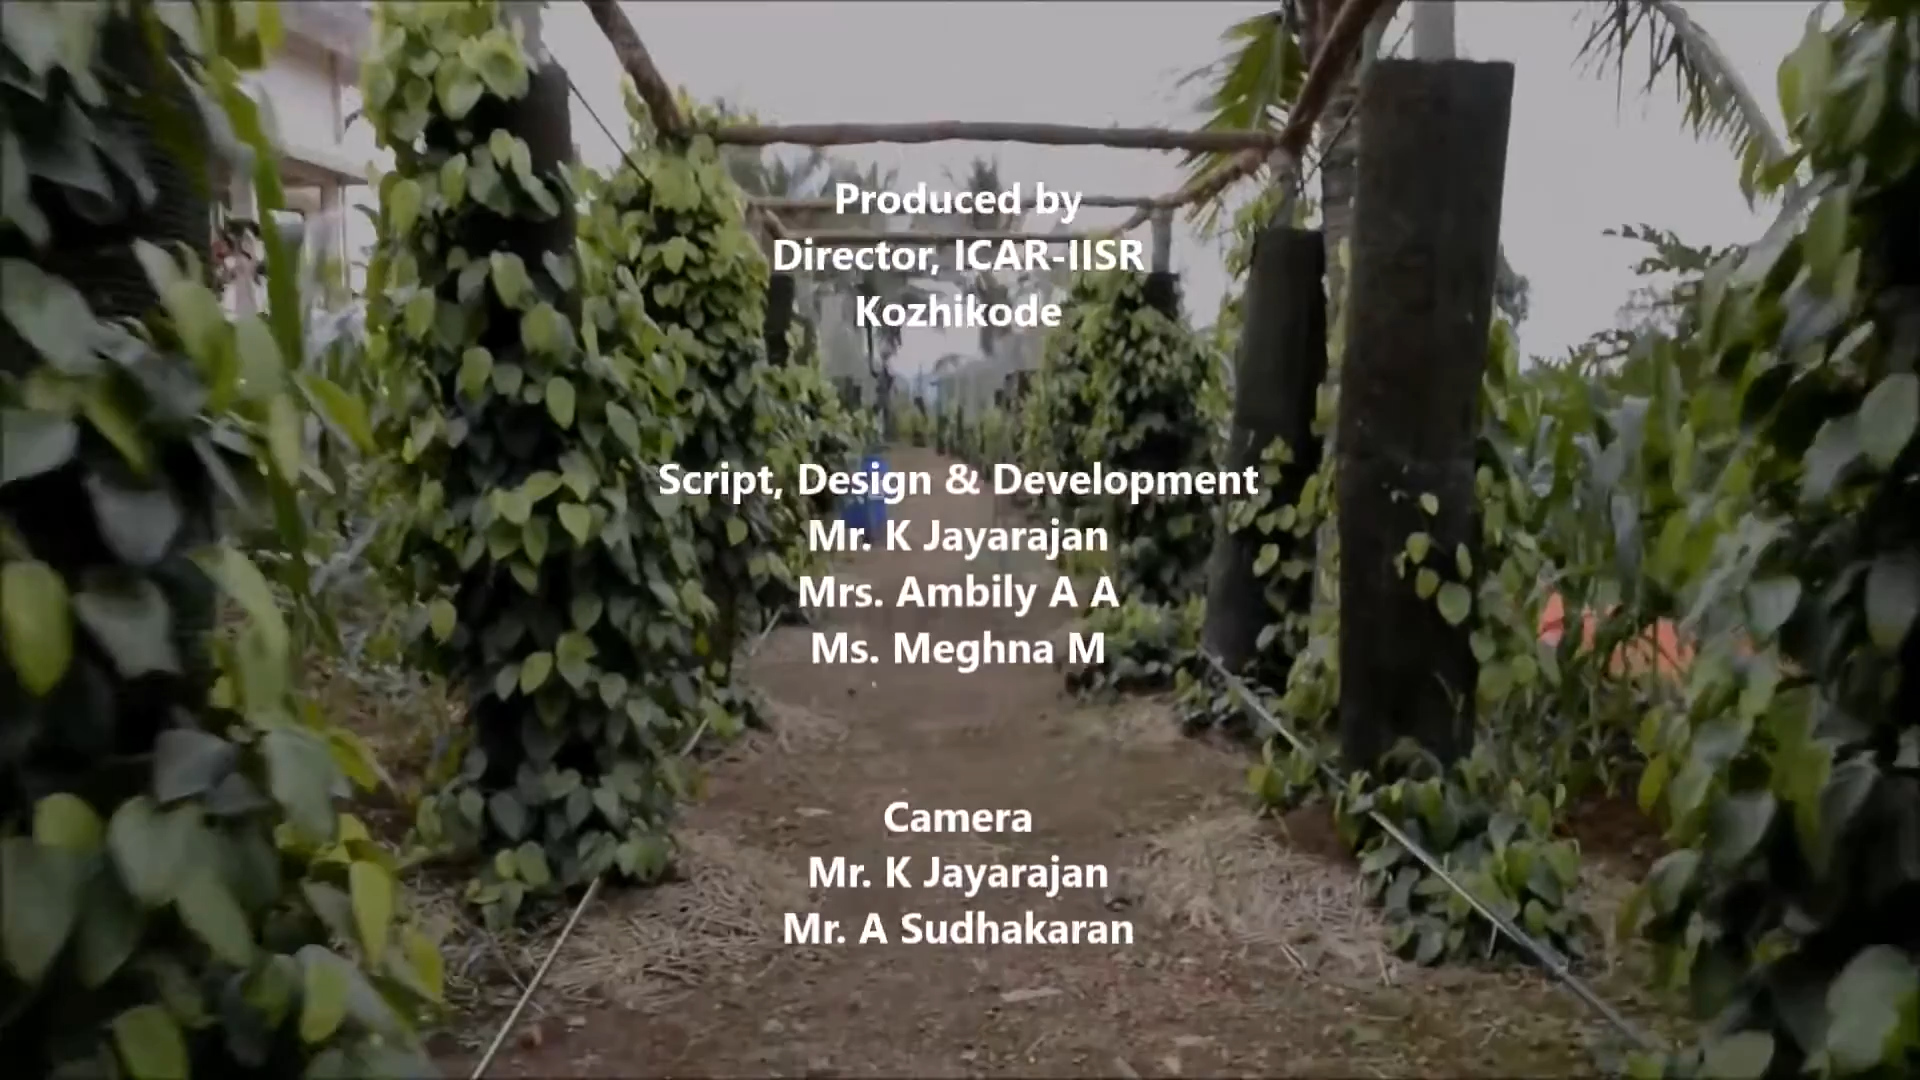 Produced by
Director, ICAR-IISR
Kozhikode
Script, Design & Development
Mr. K Jayarajan
Mrs. Ambily A A
Ms. Meghna M
Camera
Mr. K Jayarajan
Mr. A Sudhakaran